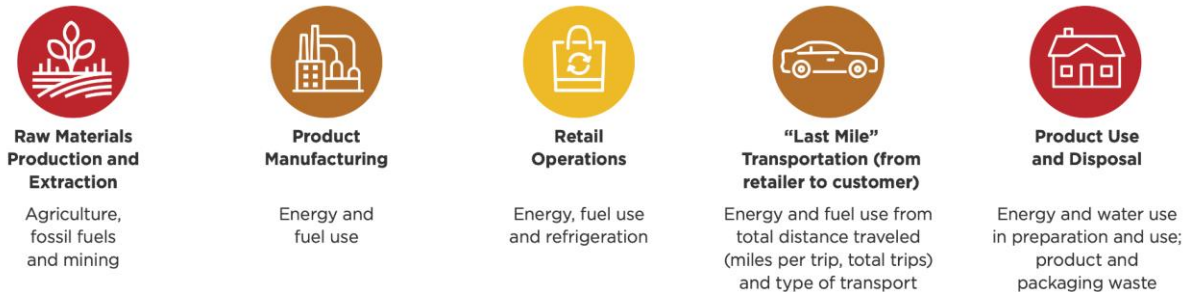 Raw Materials
Production and
Extraction
Agriculture,
fossil fuels
and mining
Product
Manufacturing
Energy and
fuel use
Retail
Operations
Energy, fuel use
and refrigeration
“Last Mile”
Transportation (from
retailer to customer)
Energy and fuel use from
total distance traveled
(miles per trip, total trips)
and type of transport
Product Use
and Disposal
Energy and water use
in preparation and use;
product and
packaging waste